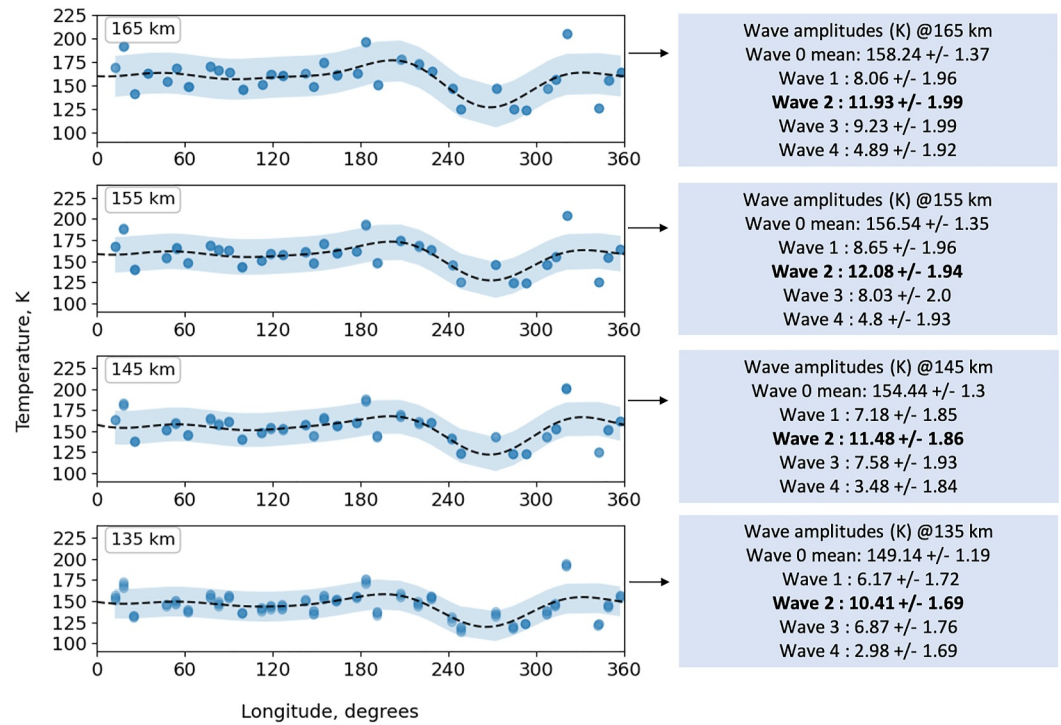 165 km
225
200
175
150
125
100
0 60 120 180 240 300 360
Wave amplitudes (K) @165 km
Wave 0 mean: 158.24 +/- 1.37
Wave 1 : 8.06 +/- 1.96
Wave 2 : 11.93 +/- 1.99
Wave 3 : 9.23 +/- 1.99
Wave 4 : 4.89 +/- 1.92
155 km
225
200
175
150
125
100
0 60 120 180 240 300 360
Wave amplitudes (K) @155 km
Wave 0 mean: 156.54 +/- 1.35
Wave 1 : 8.65 +/- 1.96
Wave 2 : 12.08 +/- 1.94
Wave 3 : 8.03 +/- 2.0
Wave 4 : 4.8 +/- 1.93
145 km
225
200
175
150
125
100
0 60 120 180 240 300 360
Wave amplitudes (K) @145 km
Wave 0 mean: 154.44 +/- 1.3
Wave 1 : 7.18 +/- 1.85
Wave 2 : 11.48 +/- 1.86
Wave 3 : 7.58 +/- 1.93
Wave 4 : 3.48 +/- 1.84
135 km
225
200
175
150
125
100
0 60 120 180 240 300 360
Wave amplitudes (K) @135 km
Wave 0 mean: 149.14 +/- 1.19
Wave 1 : 6.17 +/- 1.72
Wave 2 : 10.41 +/- 1.69
Wave 3 : 6.87 +/- 1.76
Wave 4 : 2.98 +/- 1.69
Temperature, K
Longitude, degrees